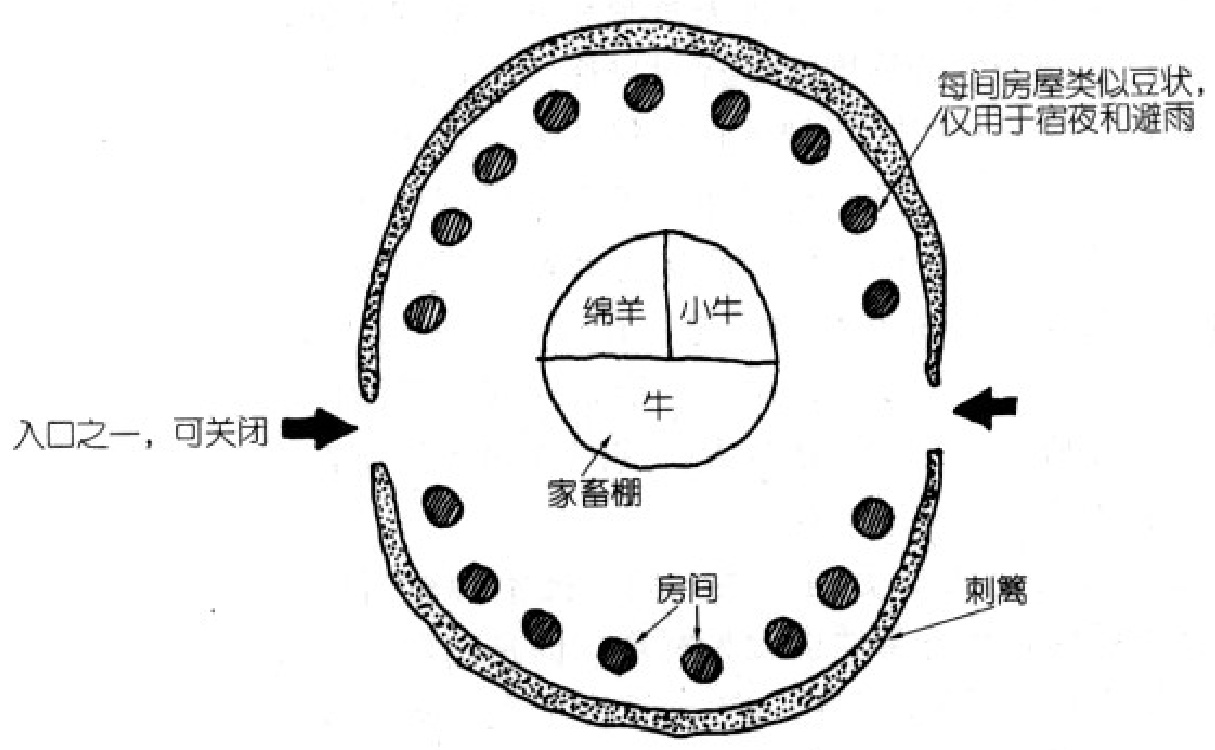 每间房屋类似豆状，
仅用于宿夜和避雨
绵羊
小牛
牛
入口之一，可关闭
家畜棚
房间
刺篱